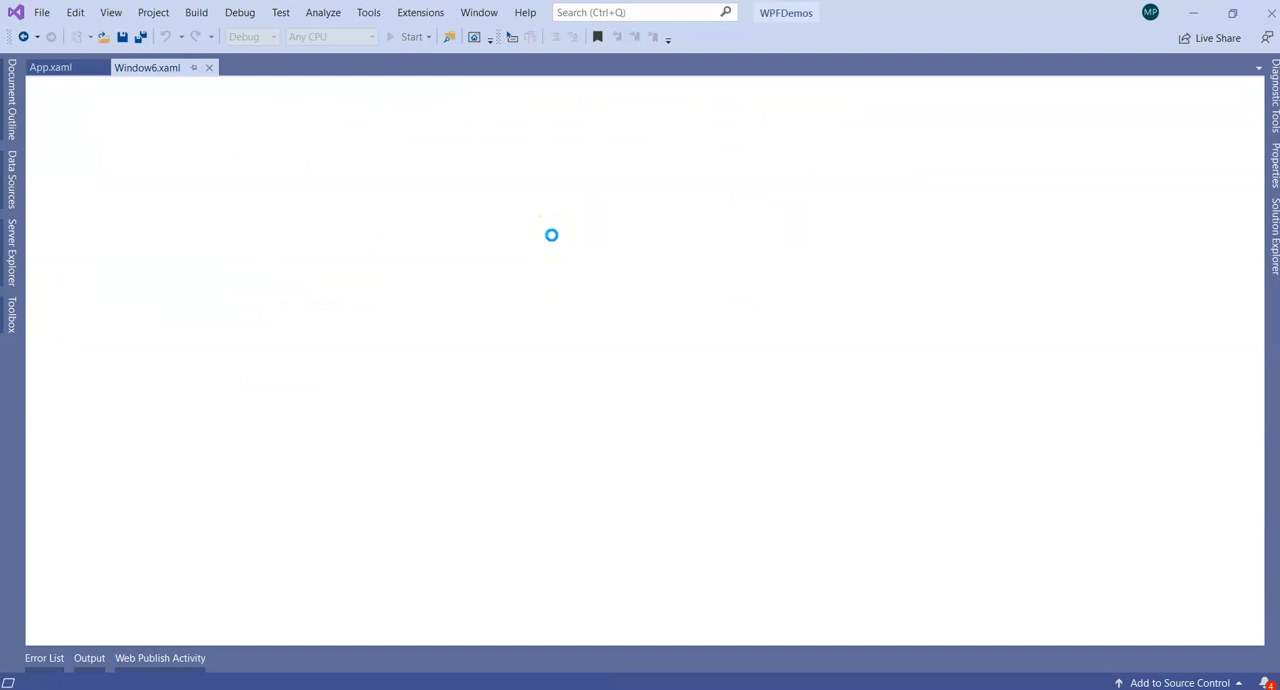 File Edit View Project Build Debug Test Analyze Tools Extensions Window Help Search (Ctrl+Q) WPFDemos MP
Debug Any CPU Start Live Share
App.xaml Window6.xaml
Document Outline
Data Sources
Server Explorer
Toolbox
Diagnostic Tools
Properties
Solution Explorer
Error List Output Web Publish Activity
Add to Source Control 4